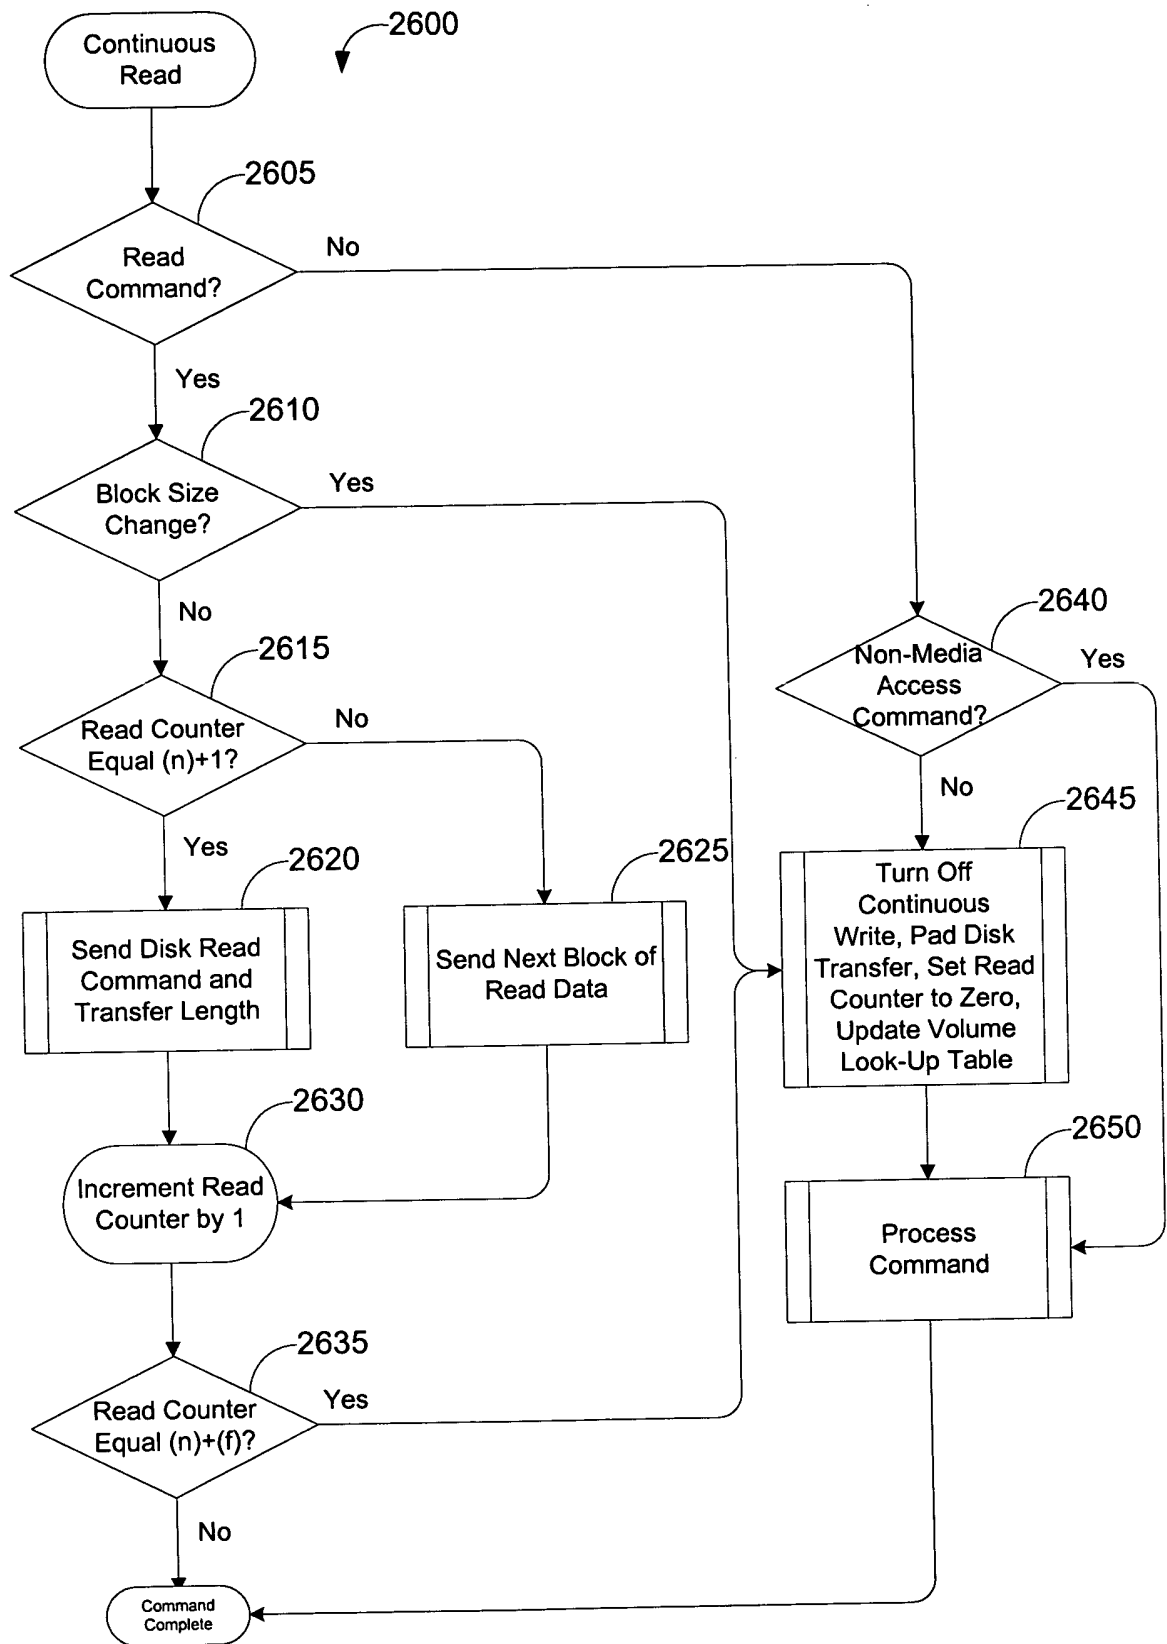 Continuous
Read
2600
2605
Read
Command?
No
Yes
2610
Block Size
Change?
Yes
No
2615
Read Counter
Equal (n)+1?
No
Yes
2620
Send Disk Read
Command and
Transfer Length
2625
Send Next Block of
Read Data
2630
Increment Read
Counter by 1
2635
Read Counter
Equal (n)+(f)?
Yes
No
2640
Non-Media
Access
Command?
Yes
No
2645
Turn Off
Continuous
Write, Pad Disk
Transfer, Set Read
Counter to Zero,
Update Volume
Look-Up Table
2650
Process
Command
Command
Complete